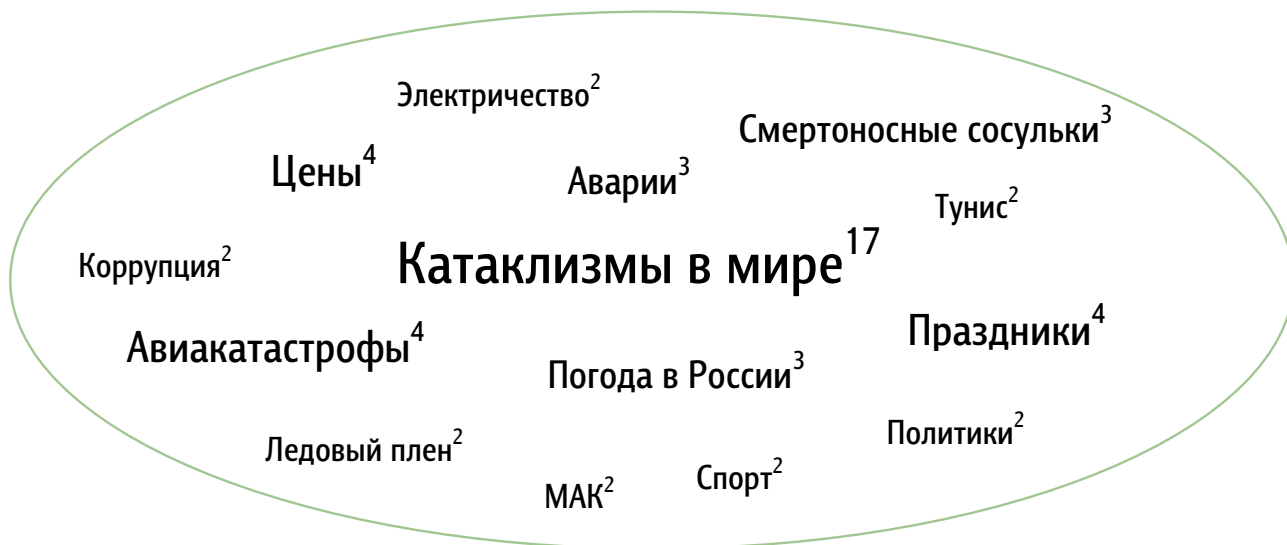 Электричество²
Смертоносные сосульки³
Цены⁴
Аварии³
Тунис²
Коррупция²
Катаклизмы в мире¹⁷
Авиакатастрофы⁴
Праздники⁴
Погода в России³
Ледовый плен²
Политики²
МАК²
Спорт²